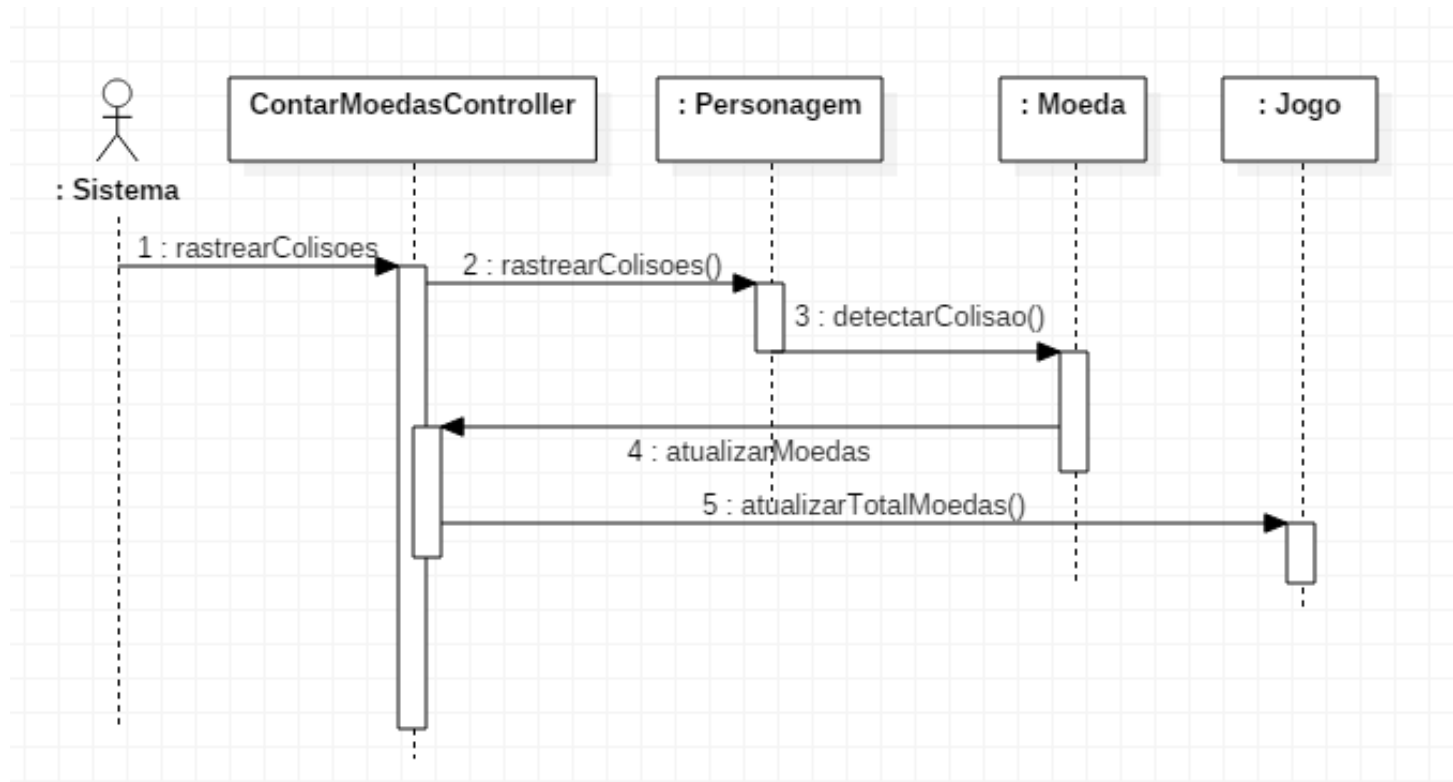 ContarMoedasController
: Personagem
: Moeda
: Jogo
: Sistema
1 : rastrearColisoes
2 : rastrearColisoes()
3 : detectarColisao()
4 : atualizarMoedas
5 : atualizarTotalMoedas()